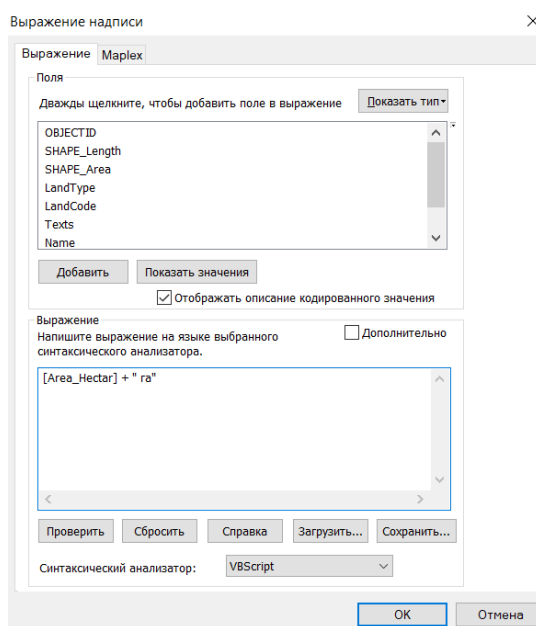 Выражение надписи
Выражение
Maplex
Поля
Дважды щелкните, чтобы добавить поле в выражение
Показать тип
OBJECTID
SHAPE_Length
SHAPE_Area
LandType
LandCode
Texts
Name
Добавить
Показать значения
Отображать описание кодированного значения
Выражение
Напишите выражение на языке выбранного
синтаксического анализатора.
Дополнительно
[Area_Hectar] + " га"
Проверить
Сбросить
Справка
Загрузить...
Сохранить...
Синтаксический анализатор:
VBScript
OK
Отмена